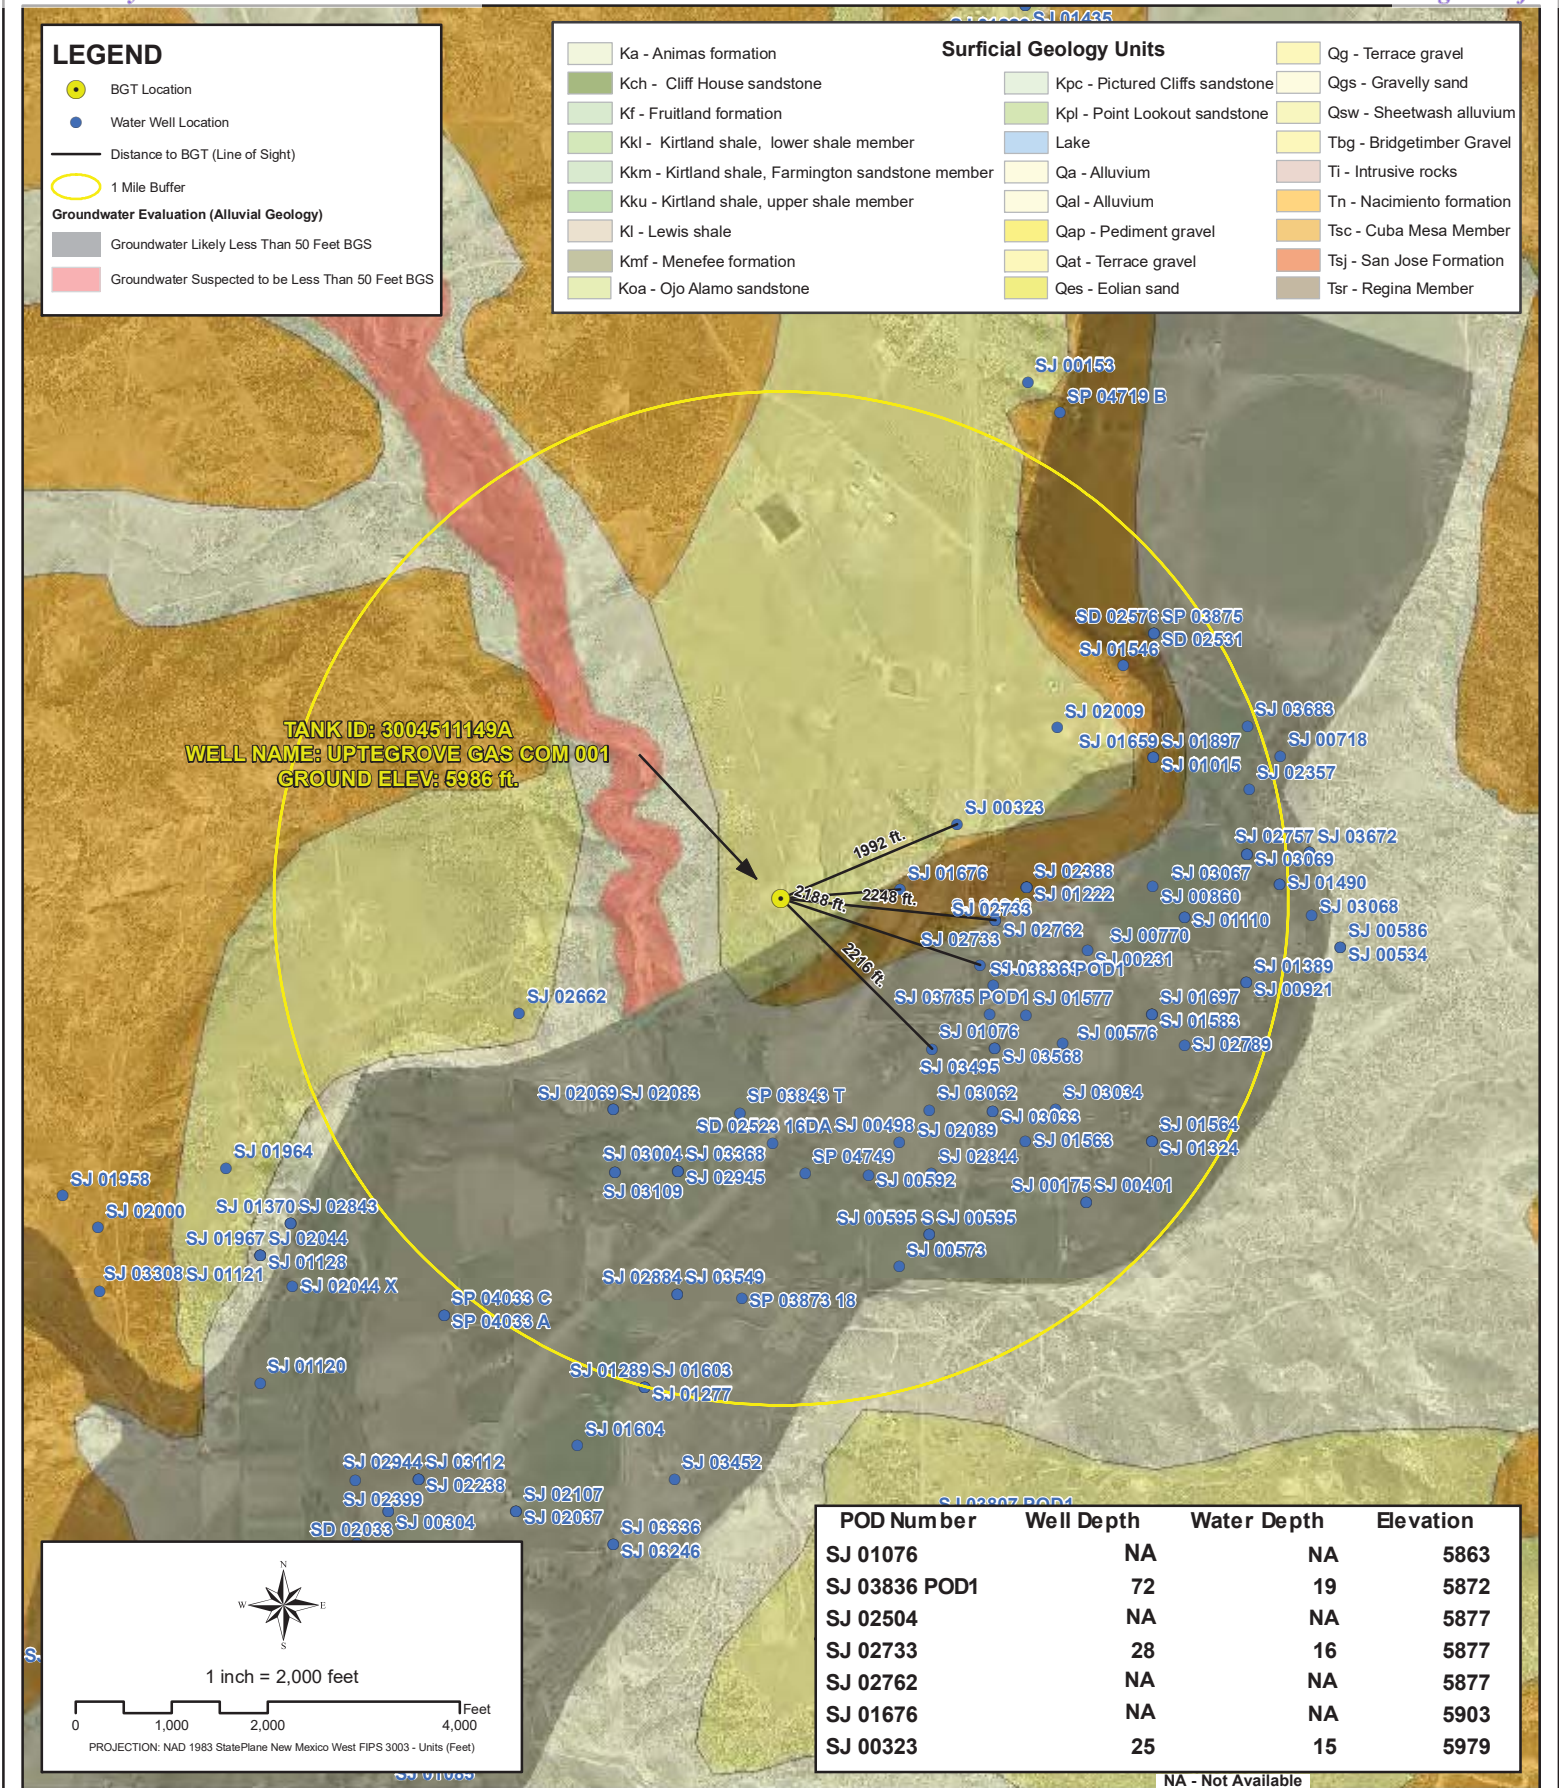 SJ 01435
LEGEND
BGT Location
Water Well Location
Distance to BGT (Line of Sight)
1 Mile Buffer
Groundwater Evaluation (Alluvial Geology)
Groundwater Likely Less Than 50 Feet BGS
Groundwater Suspected to be Less Than 50 Feet BGS
Surficial Geology Units
Ka - Animas formation
Kch - Cliff House sandstone
Kf - Fruitland formation
Kkl - Kirtland shale, lower shale member
Kkm - Kirtland shale, Farmington sandstone member
Kku - Kirtland shale, upper shale member
Kl - Lewis shale
Kmf - Menefee formation
Koa - Ojo Alamo sandstone
Kpc - Pictured Cliffs sandstone
Kpl - Point Lookout sandstone
Lake
Qa - Alluvium
Qal - Alluvium
Qap - Pediment gravel
Qat - Terrace gravel
Qes - Eolian sand
Qg - Terrace gravel
Qgs - Gravelly sand
Qsw - Sheetwash alluvium
Tbg - Bridgetimber Gravel
Ti - Intrusive rocks
Tn - Nacimiento formation
Tsc - Cuba Mesa Member
Tsj - San Jose Formation
Tsr - Regina Member
SJ 00153
SP 04719 B
SD 02576 SP 03875
SD 02531
SJ 01546
SJ 02009
SJ 03683
SJ 01659 SJ 01897
SJ 00718
SJ 01015
SJ 02357
TANK ID: 3004511149A
WELL NAME: UPTEGROVE GAS COM 001
GROUND ELEV: 5986 ft.
SJ 00323
1992 ft.
SJ 02757 SJ 03672
SJ 03069
SJ 01676
SJ 02388
SJ 03067
SJ 01490
2188 ft.
2248 ft.
SJ 01222
SJ 00860
SJ 02733
SJ 01110
SJ 03068
SJ 02762
SJ 00770
SJ 00586
SJ 02733
SJ 00231
SJ 00534
2216 ft.
SJ 03836 POD1
SJ 01389
SJ 00921
SJ 02662
SJ 03785 POD1 SJ 01577
SJ 01697
SJ 01583
SJ 01076
SJ 00576
SJ 02789
SJ 03568
SJ 03495
SJ 02069 SJ 02083
SP 03843 T
SJ 03062
SJ 03034
SJ 03033
SD 02523 16DA SJ 00498
SJ 02089
SJ 01564
SJ 01563
SJ 01324
SJ 01964
SJ 03004 SJ 03368
SP 04749
SJ 02844
SJ 01958
SJ 02945
SJ 00592
SJ 03109
SJ 00175 SJ 00401
SJ 02000
SJ 01370 SJ 02843
SJ 00595 S SJ 00595
SJ 01967 SJ 02044
SJ 00573
SJ 01128
SJ 03308 SJ 01121
SJ 02884 SJ 03549
SJ 02044 X
SP 04033 C
SP 03873 18
SP 04033 A
SJ 01120
SJ 01289 SJ 01603
SJ 01277
SJ 01604
SJ 02944 SJ 03112
SJ 03452
SJ 02238
SJ 02399
SJ 02107
SJ 03807 POD1
SD 02033 SJ 00304
SJ 02037
SJ 03336
SJ 03246
N
W E
S
1 inch = 2,000 feet
Feet
0 1,000 2,000 4,000
PROJECTION: NAD 1983 StatePlane New Mexico West FIPS 3003 - Units (Feet)
SJ 01085
POD Number Well Depth Water Depth Elevation
SJ 01076 NA NA 5863
SJ 03836 POD1 72 19 5872
SJ 02504 NA NA 5877
SJ 02733 28 16 5877
SJ 02762 NA NA 5877
SJ 01676 NA NA 5903
SJ 00323 25 15 5979
NA - Not Available